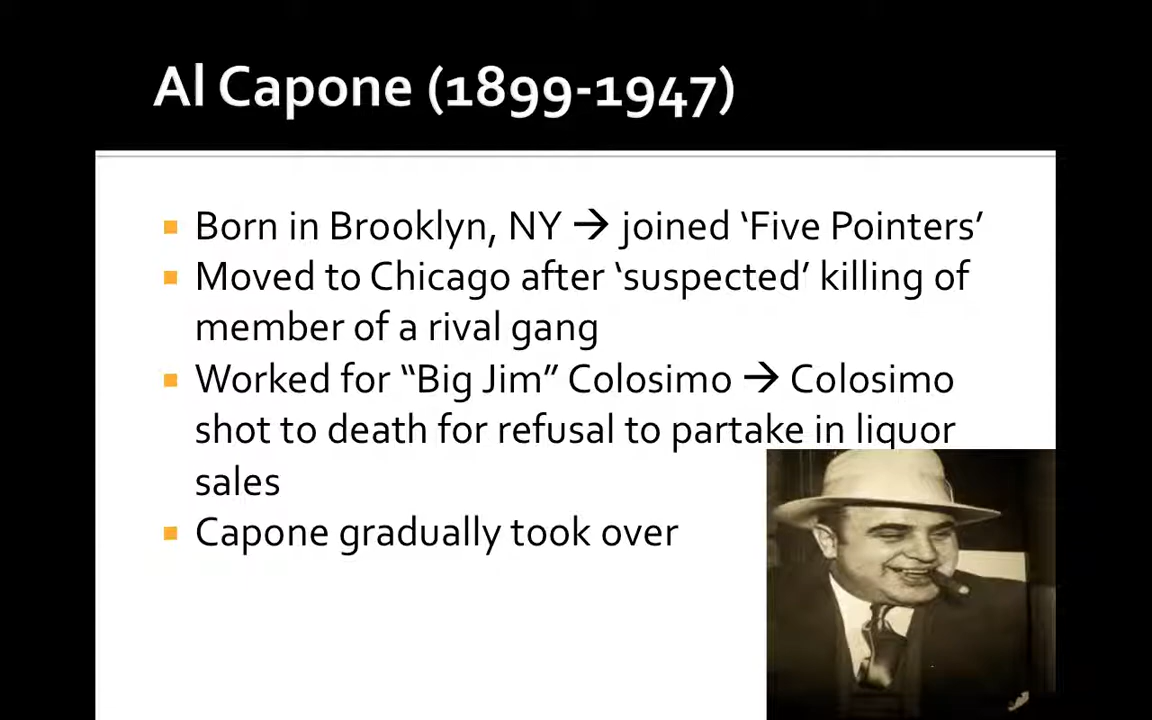 Al Capone (1899-1947)
▪ Born in Brooklyn, NY → joined ‘Five Pointers’
▪ Moved to Chicago after ‘suspected’ killing of
member of a rival gang
▪ Worked for “Big Jim” Colosimo → Colosimo
shot to death for refusal to partake in liquor
sales
▪ Capone gradually took over